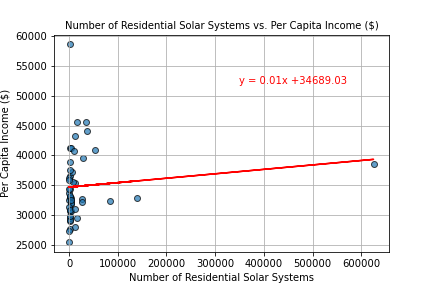 Number of Residential Solar Systems vs. Per Capita Income ($)
60000
55000
50000
45000
40000
35000
30000
25000
Per Capita Income ($)
y = 0.01x +34689.03
0 100000 200000 300000 400000 500000 600000
Number of Residential Solar Systems